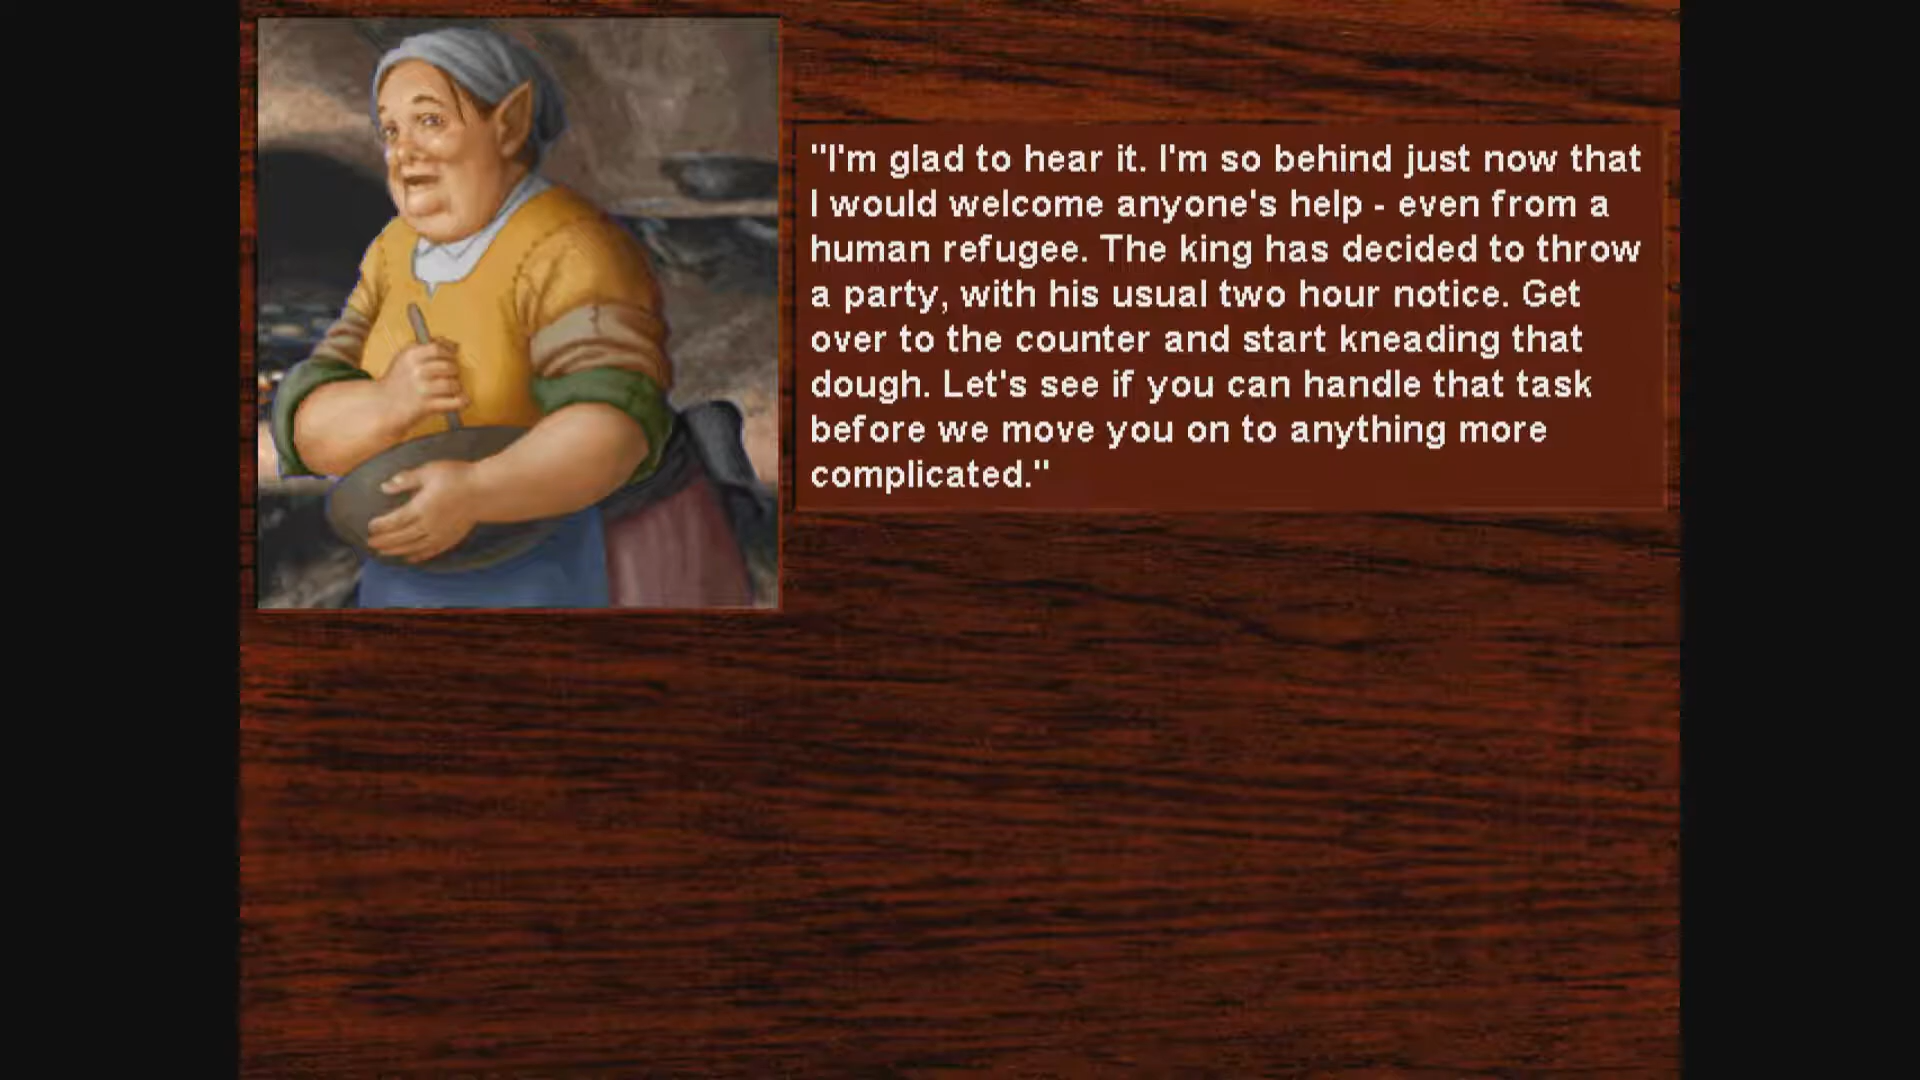 "I'm glad to hear it. I'm so behind just now that
I would welcome anyone's help - even from a
human refugee. The king has decided to throw
a party, with his usual two hour notice. Get
over to the counter and start kneading that
dough. Let's see if you can handle that task
before we move you on to anything more
complicated."